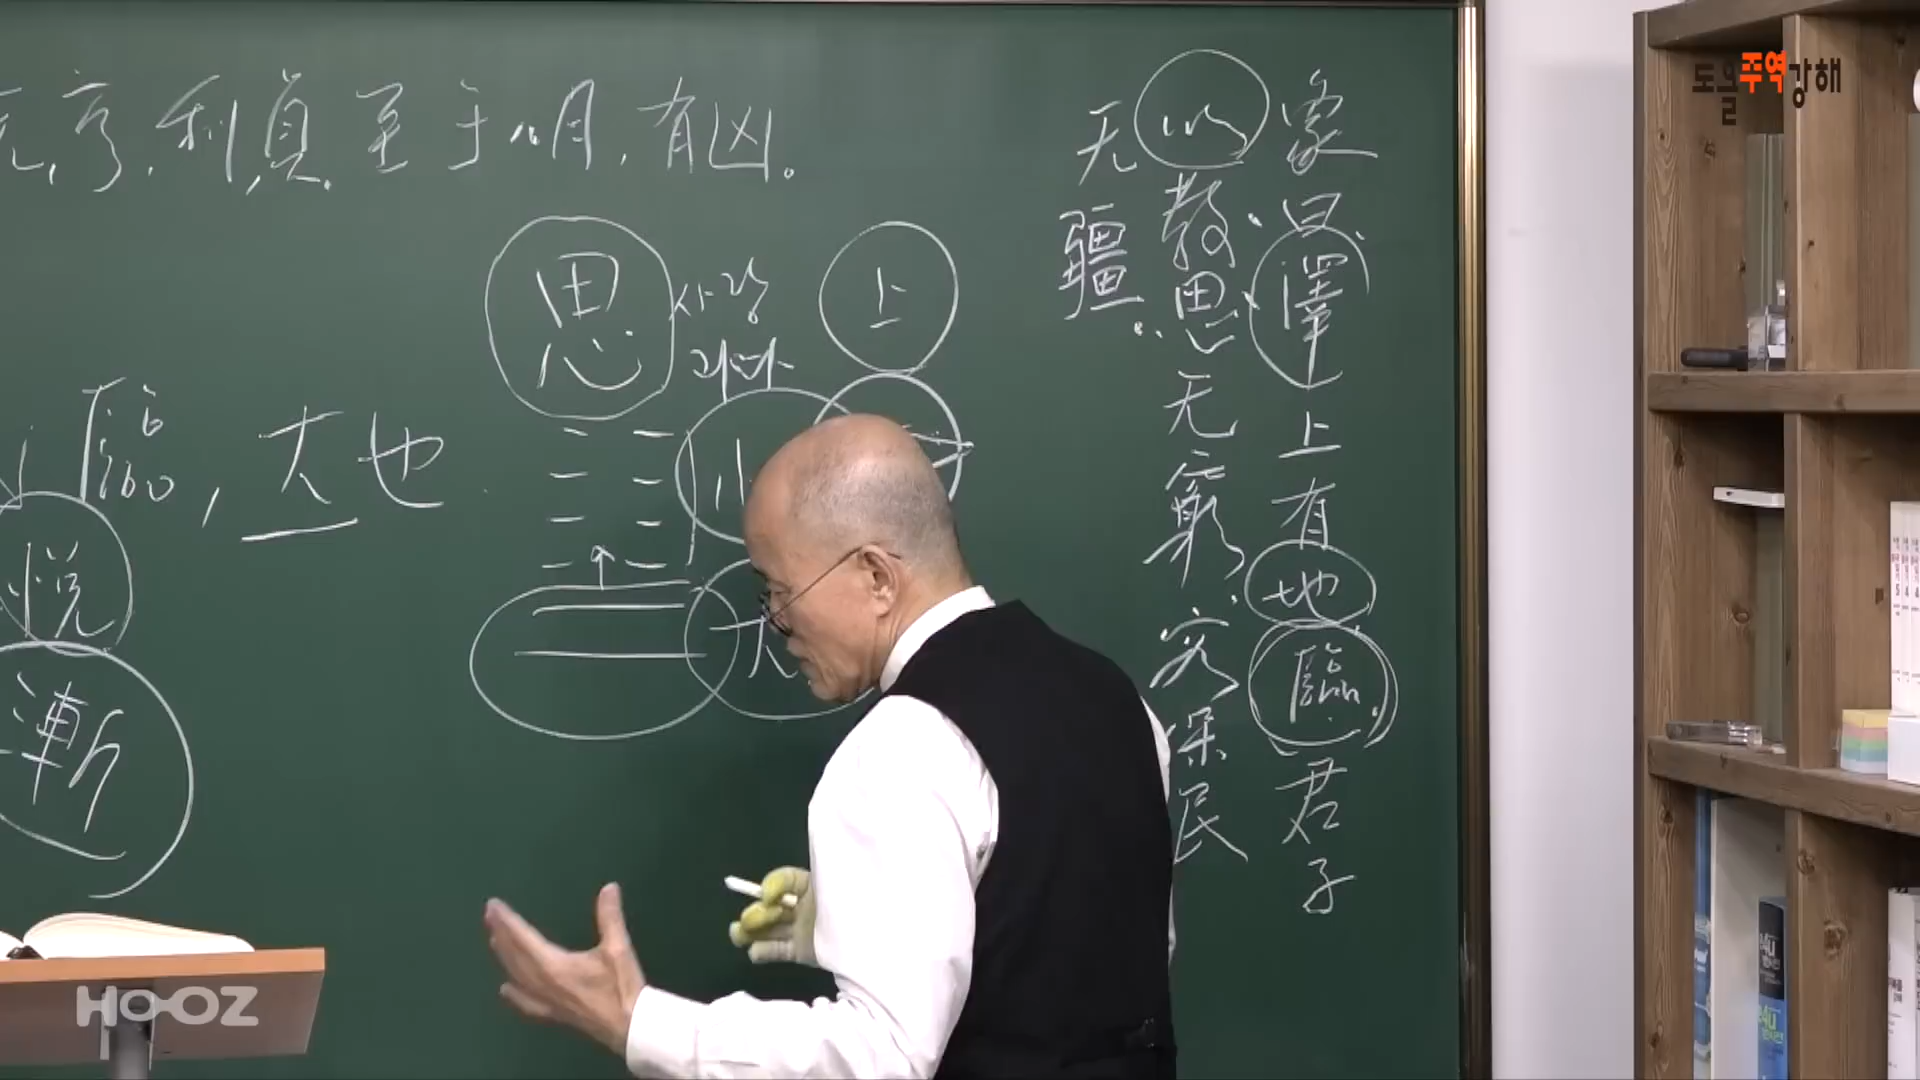 元, 亨, 利, 貞. 至于八月, 有凶.
臨, 大也
悅
漸
思
사랑
上
大
象曰. 澤上有地臨. 君子
以教思无窮. 容保民
无疆.
도올주역강해
HOOZ